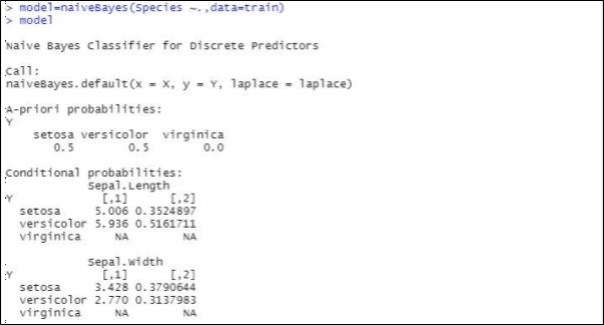 > model=naiveBayes(Species ~.,data=train)
> model
Naive Bayes Classifier for Discrete Predictors
Call:
naiveBayes.default(x = X, y = Y, laplace = laplace)
A-priori probabilities:
Y
setosa versicolor virginica
0.5 0.5 0.0
Conditional probabilities:
Sepal.Length
Y [,1] [,2]
setosa 5.006 0.3524897
versicolor 5.936 0.5161711
virginica NA NA
Sepal.Width
Y [,1] [,2]
setosa 3.428 0.3790644
versicolor 2.770 0.3137983
virginica NA NA